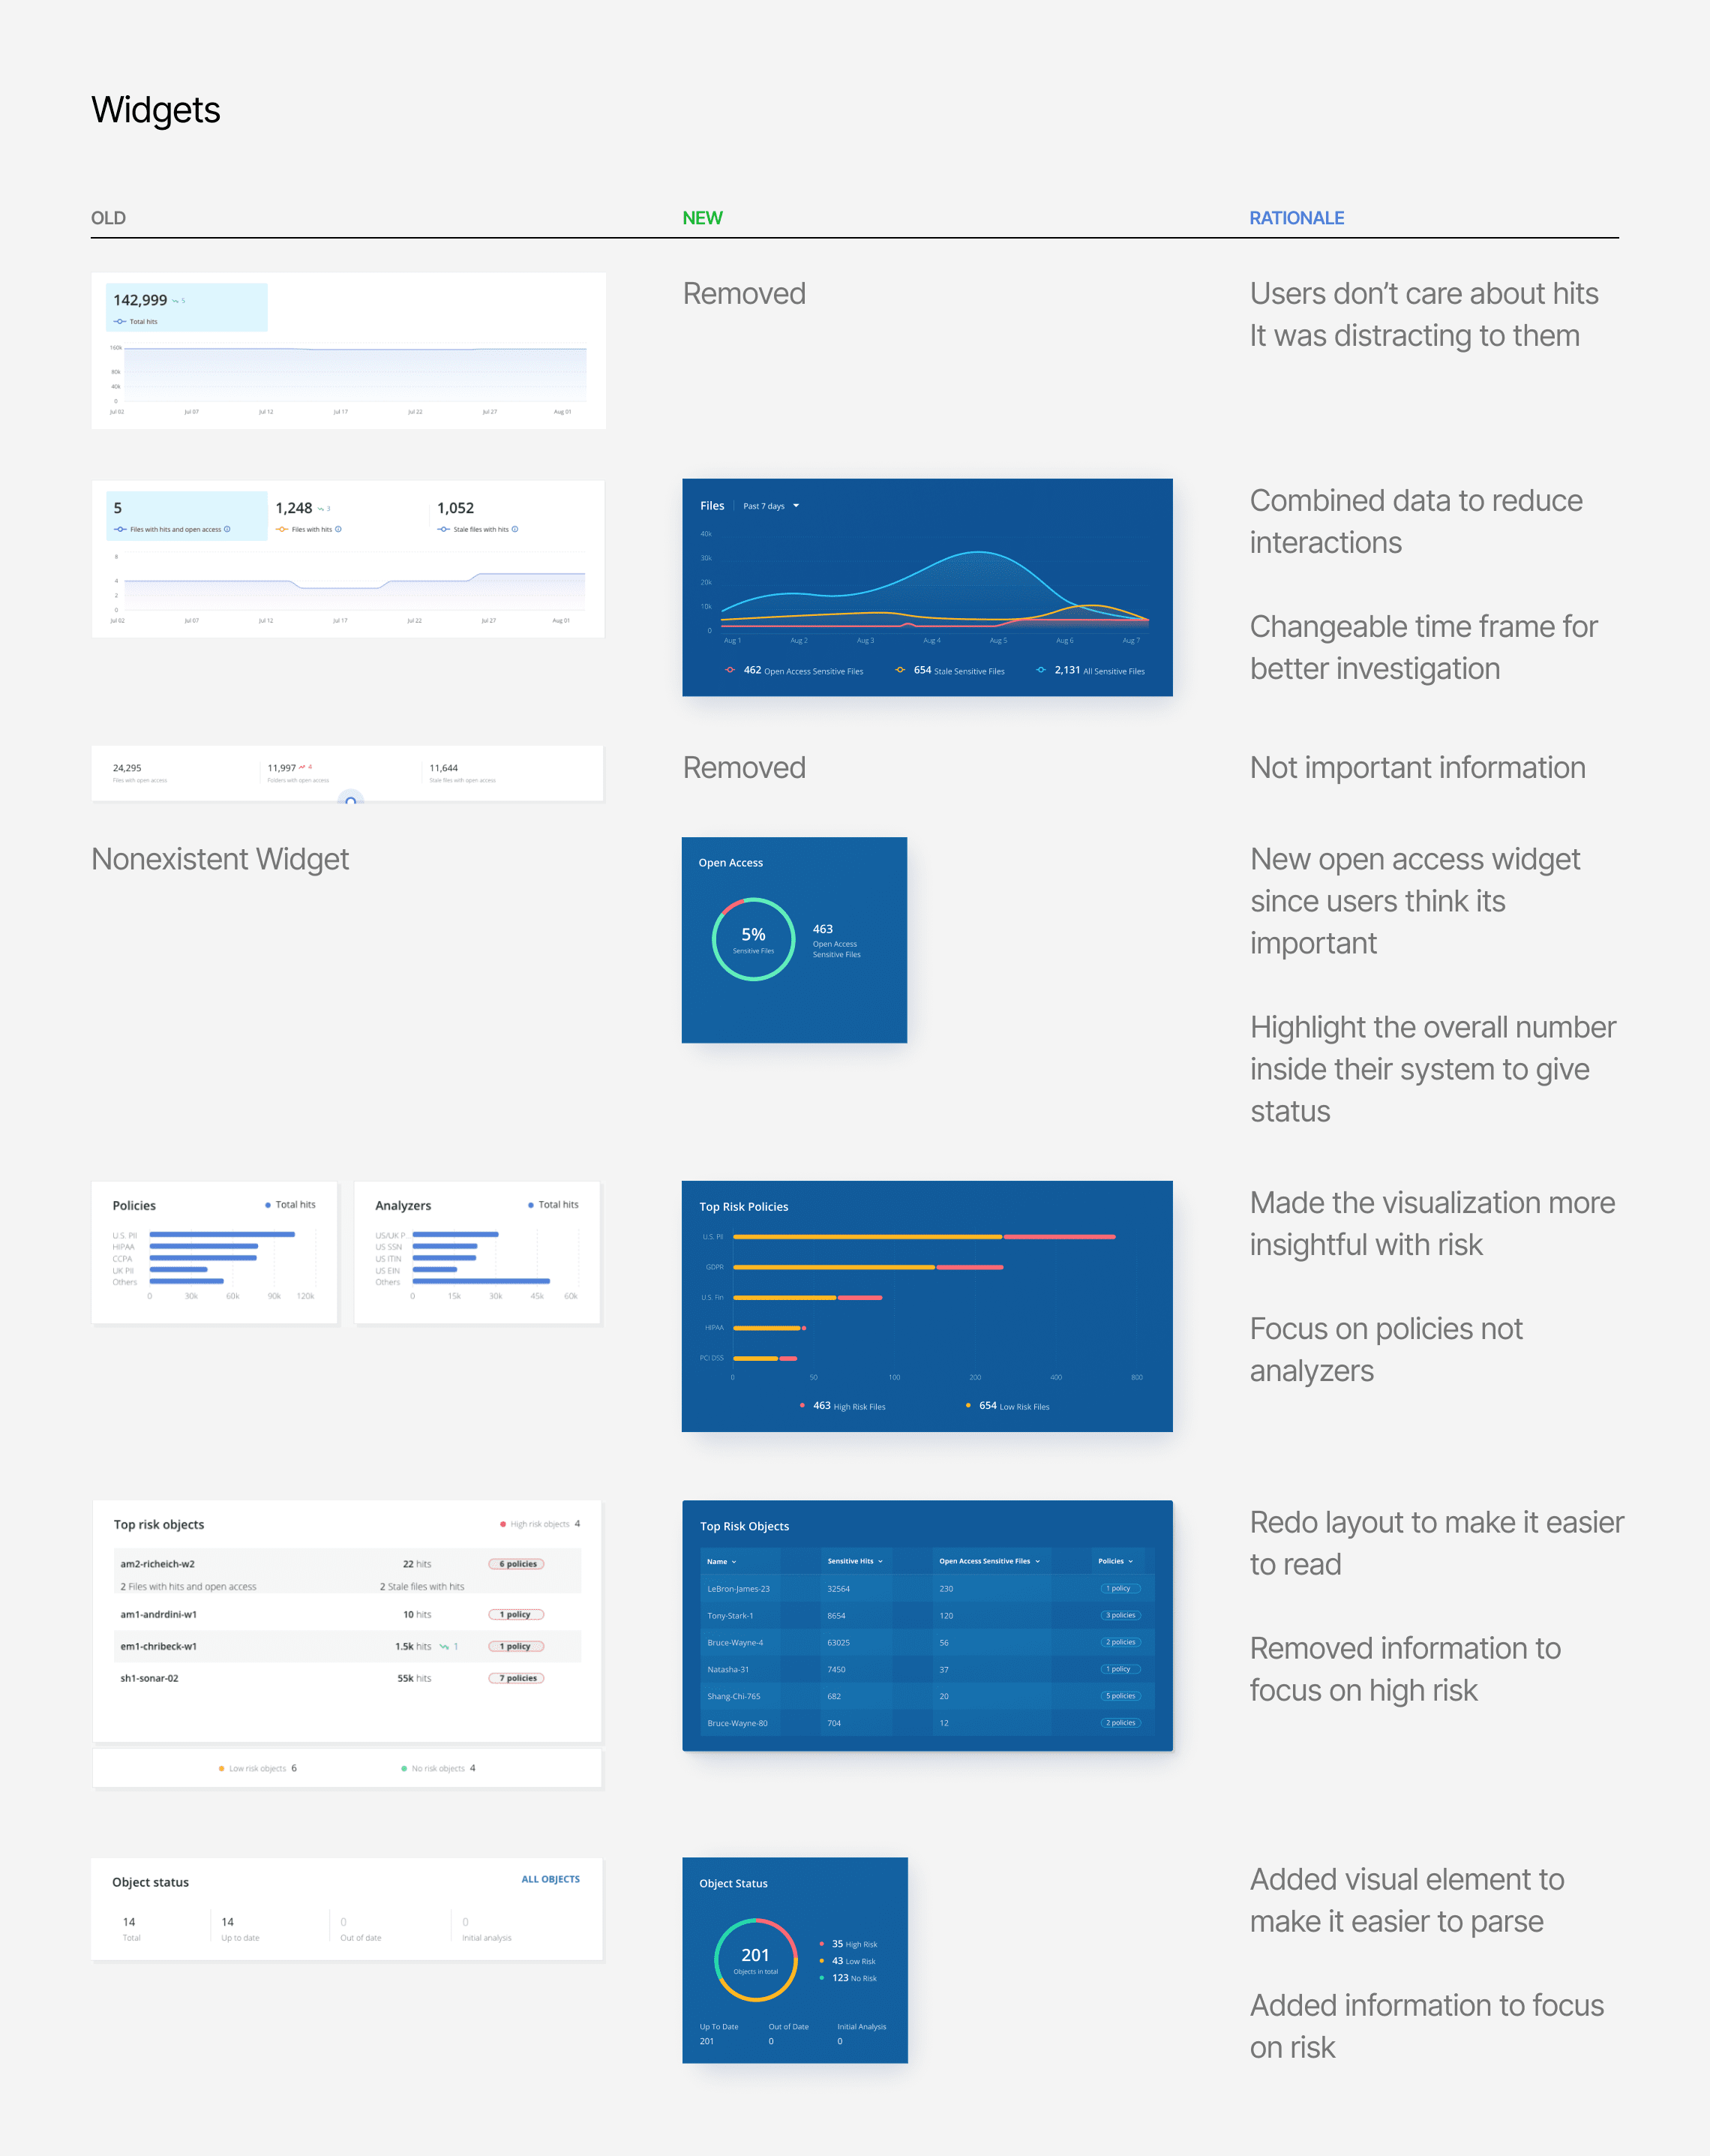 Widgets
OLD
NEW
RATIONALE
142,999 5
Total hits
160k
80k
40k
0
Jul 02 Jul 07 Jul 12 Jul 17 Jul 22 Jul 27 Aug 01
Removed
Users don’t care about hits
It was distracting to them
5
Files with hits and open access
1,248 3
Files with hits
1,052
Stale files with hits
4
2
0
Jul 02 Jul 07 Jul 12 Jul 17 Jul 22 Jul 27 Aug 01
Files Past 7 days
40k
30k
20k
10k
0
Aug 1 Aug 2 Aug 3 Aug 4 Aug 5 Aug 6 Aug 7
462 Open Access Sensitive Files
654 Stale Sensitive Files
2,131 All Sensitive Files
Combined data to reduce
interactions
Changeable time frame for
better investigation
24,295
Files with open access
11,997 4
Folders with open access
11,644
Stale files with open access
Removed
Not important information
Nonexistent Widget
Open Access
5%
Sensitive Files
463
Open Access
Sensitive Files
New open access widget
since users think its
important
Highlight the overall number
inside their system to give
status
Policies
Total hits
U.S. PII
HIPAA
CCPA
UK PII
Others
0 30k 60k 90k 120k
Analyzers
Total hits
US/UK P
US SSN
US ITIN
US EIN
Others
0 15k 30k 45k 60k
Top Risk Policies
U.S. PII
GDPR
U.S. Fin
HIPAA
PCI DSS
0 50 100 200 400 800
463 High Risk Files
654 Low Risk Files
Made the visualization more
insightful with risk
Focus on policies not
analyzers
Top risk objects
High risk objects 4
am2-richeich-w2 22 hits 6 policies
2 Files with hits and open access 2 Stale files with hits
am1-andrdini-w1 10 hits 1 policy
em1-chribeck-w1 1.5k hits 1 1 policy
sh1-sonar-02 55k hits 7 policies
Low risk objects 6
No risk objects 4
Top Risk Objects
Name Sensitive Hits Open Access Sensitive Files Policies
LeBron-James-23 32564 230 1 policy
Tony-Stark-1 8654 120 3 policies
Bruce-Wayne-4 63025 56 2 policies
Natasha-31 7450 37 1 policy
Shang-Chi-765 682 20 5 policies
Bruce-Wayne-80 704 12 2 policies
Redo layout to make it easier
to read
Removed information to
focus on high risk
Object status
ALL OBJECTS
14
Total
14
Up to date
0
Out of date
0
Initial analysis
Object Status
201
Objects in total
35 High Risk
43 Low Risk
123 No Risk
Up To Date Out of Date Initial Analysis
201 0 0
Added visual element to
make it easier to parse
Added information to focus
on risk